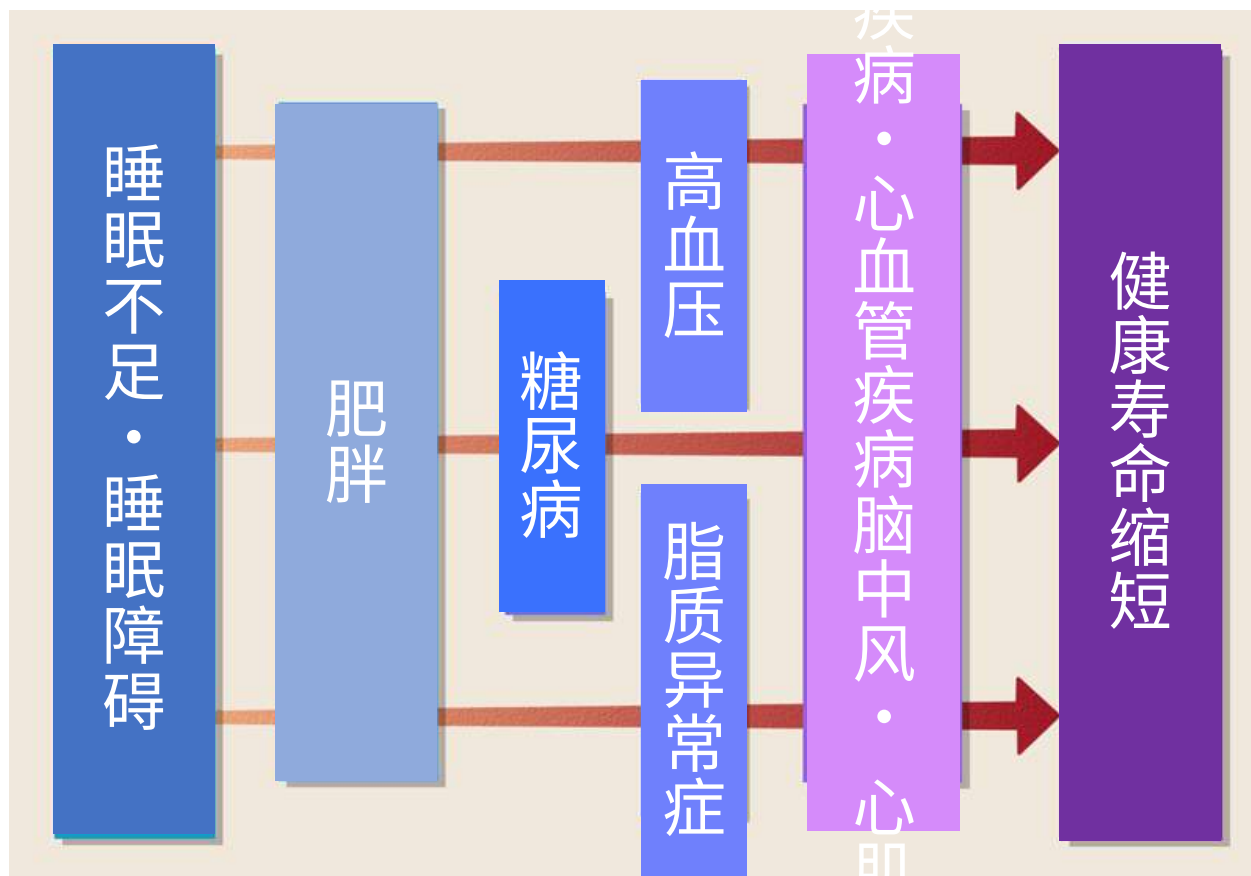 睡眠不足・睡眠障碍
肥胖
糖尿病
高血压
脂质异常症
疾病・心血管疾病脑中风・ 心肌
健康寿命缩短